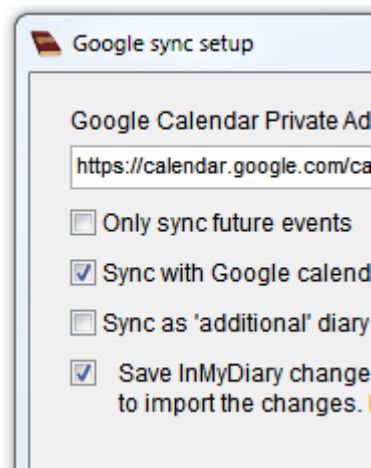 Google sync setup
Google Calendar Private Ad
https://calendar.google.com/ca
Only sync future events
Sync with Google calend
Sync as 'additional' diary
Save InMyDiary change
to import the changes.